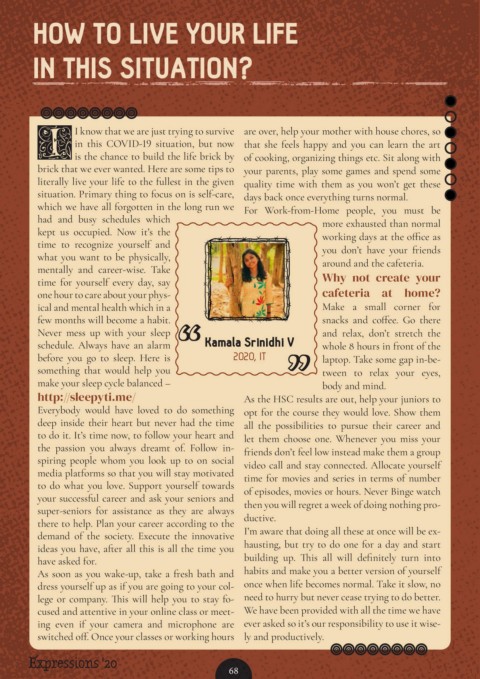 HOW TO LIVE YOUR LIFE
IN THIS SITUATION?
I I know that we are just trying to survive
in this COVID-19 situation, but now
is the chance to build the life brick by
brick that we ever wanted. Here are some tips to
literally live your life to the fullest in the given
situation. Primary thing to focus on is self-care,
which we have all forgotten in the long run we
had and busy schedules which
kept us occupied. Now it's the
time to recognize yourself and
what you want to be physically,
mentally and career-wise. Take
time for yourself every day, say
one hour to care about your phys-
ical and mental health which in a
few months will become a habit.
Never mess up with your sleep
schedule. Always have an alarm
before you go to sleep. Here is
something that would help you
make your sleep cycle balanced –
http://sleepyti.me/
Everybody would have loved to do something
deep inside their heart but never had the time
to do it. It's time now, to follow your heart and
the passion you always dreamt of. Follow in-
spiring people whom you look up to on social
media platforms so that you will stay motivated
to do what you love. Support yourself towards
your successful career and ask your seniors and
super-seniors for assistance as they are always
there to help. Plan your career according to the
demand of the society. Execute the innovative
ideas you have, after all this is all the time you
have asked for.
As soon as you wake-up, take a fresh bath and
dress yourself up as if you are going to your col-
lege or company. This will help you to stay fo-
cused and attentive in your online class or meet-
ing even if your camera and microphone are
switched off. Once your classes or working hours
Kamala Srinidhi V
2020, IT
are over, help your mother with house chores, so
that she feels happy and you can learn the art
of cooking, organizing things etc. Sit along with
your parents, play some games and spend some
quality time with them as you won't get these
days back once everything turns normal.
For Work-from-Home people, you must be
more exhausted than normal
working days at the office as
you don't have your friends
around and the cafeteria.
Why not create your
cafeteria at home?
Make a small corner for
snacks and coffee. Go there
and relax, don't stretch the
whole 8 hours in front of the
laptop. Take some gap in-be-
tween to relax your eyes,
body and mind.
As the HSC results are out, help your juniors to
opt for the course they would love. Show them
all the possibilities to pursue their career and
let them choose one. Whenever you miss your
friends don't feel low instead make them a group
video call and stay connected. Allocate yourself
time for movies and series in terms of number
of episodes, movies or hours. Never Binge watch
then you will regret a week of doing nothing pro-
ductive.
I'm aware that doing all these at once will be ex-
hausting, but try to do one for a day and start
building up. This all will definitely turn into
habits and make you a better version of yourself
once when life becomes normal. Take it slow, no
need to hurry but never cease trying to do better.
We have been provided with all the time we have
ever asked so it's our responsibility to use it wise-
ly and productively.
Expressions '20
68